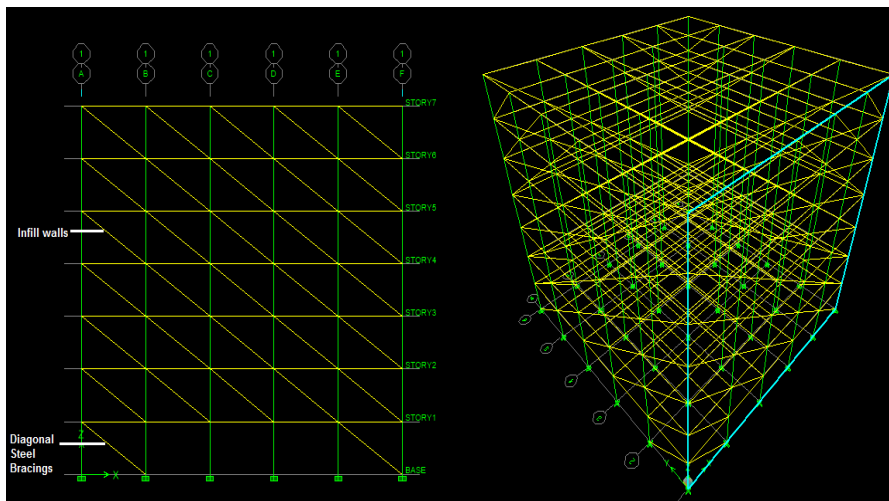 1 1 1 1 1 1
A B C D E F
STORY7
STORY6
STORY5
Infill walls
STORY4
STORY3
STORY2
STORY1
Diagonal
Steel
Bracings
Z
X
BASE